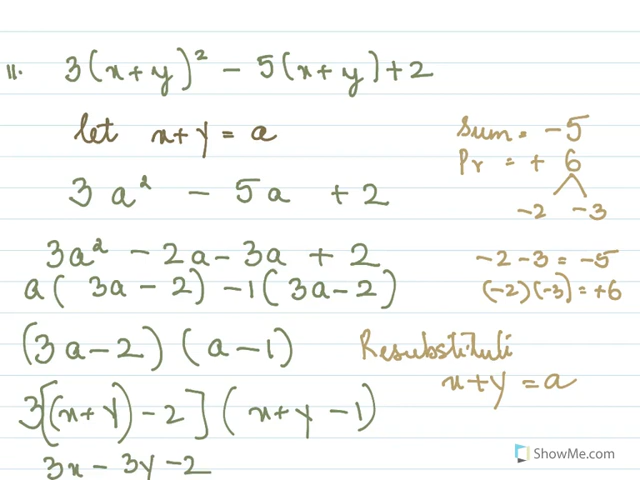 11. 3(x+y)² - 5(x+y)+2
let x+y = a
3a² - 5a + 2
3a² - 2a - 3a + 2
a(3a - 2) -1(3a-2)
(3a-2)(a-1)
3[(x+y)-2](x+y-1)
3x - 3y - 2
Sum = -5
Pr = + 6
-2 -3
-2 - 3 = -5
(-2)(-3) = +6
Resubstituti
x+y = a
ShowMe.com